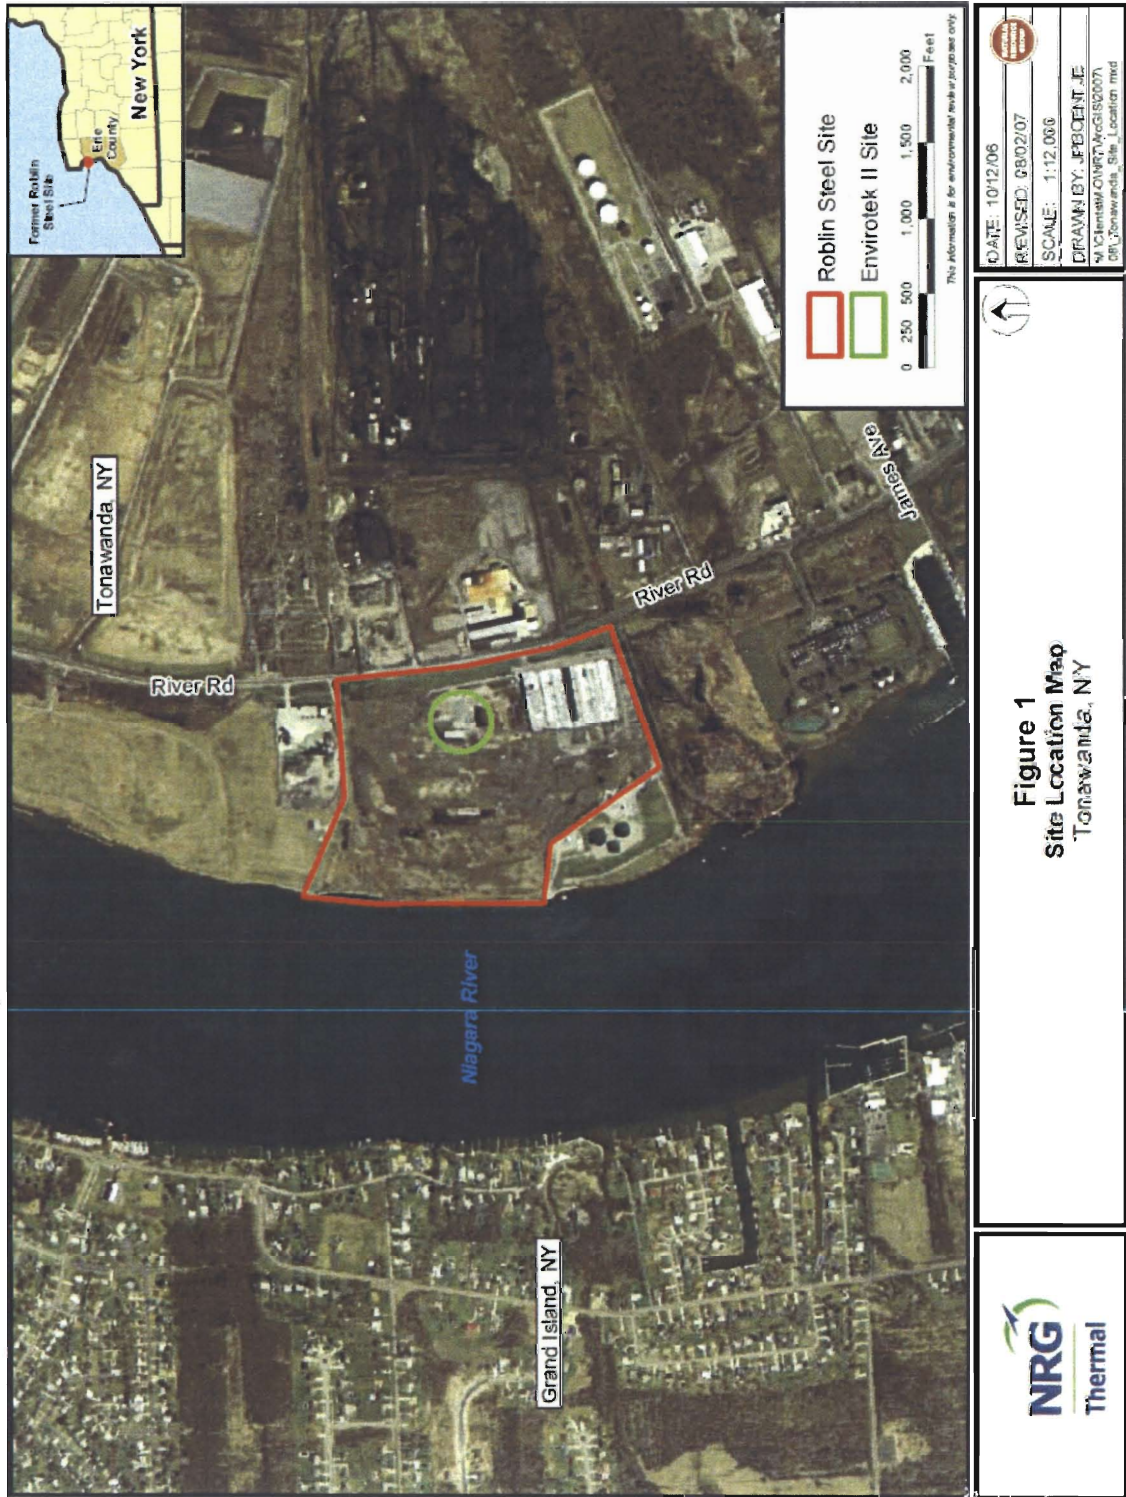 Former Roblin
Steel Site
Erie
County
New York
Tonawanda, NY
River Rd
River Rd
James Ave
Niagara River
Grand Island, NY
Roblin Steel Site
Envirotek II Site
0 250 500 1,000 1,500 2,000
Feet
This information is for environmental review purposes only.
NRG
Thermal
Figure 1
Site Location Map
Tonawanda, NY
NATURAL
RESOURCE
GROUP
DATE: 10/12/06
REVISED: 08/02/07
SCALE: 1:12,066
DRAWN BY: JPBOENTJE